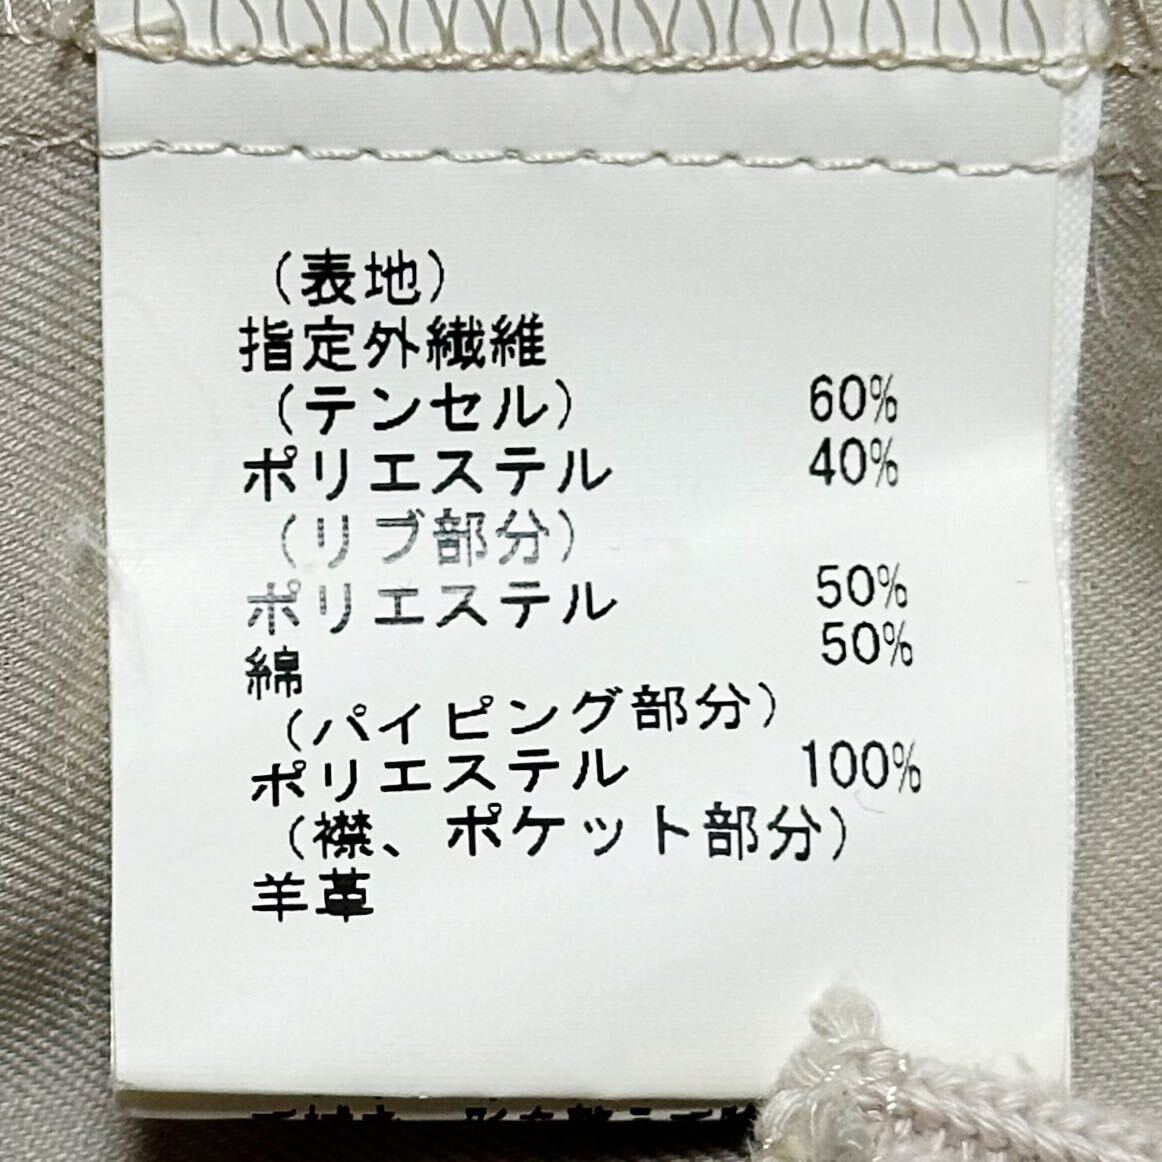 (表地)
指定外繊維
(テンセル) 60%
ポリエステル 40%
(リブ部分)
ポリエステル 50%
綿 50%
(パイピング部分)
ポリエステル 100%
(襟、ポケット部分)
羊革